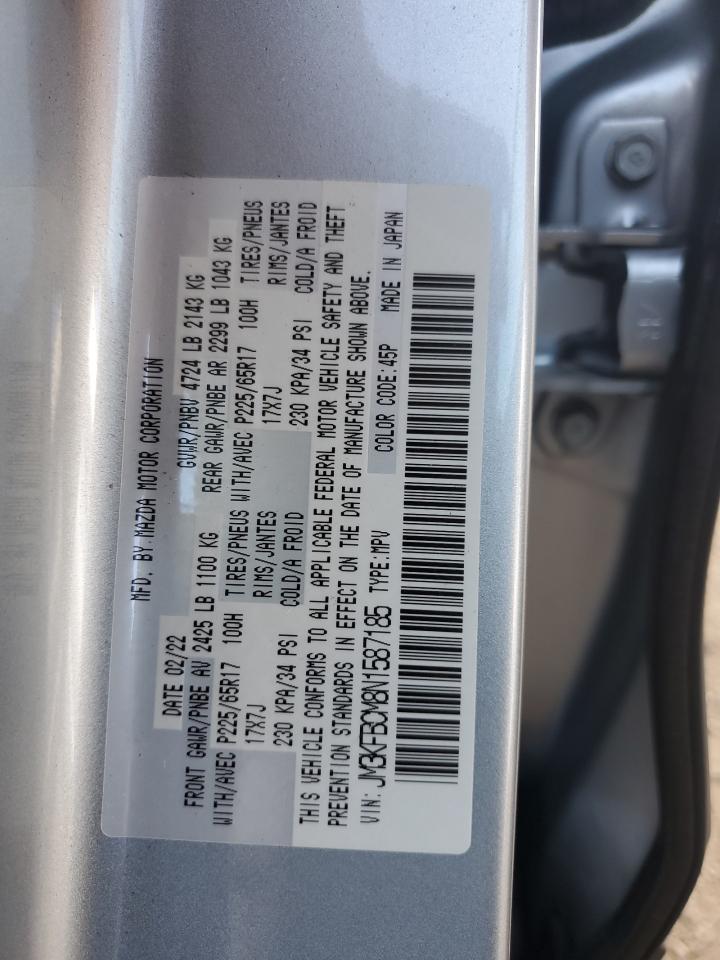 MFD. BY MAZDA MOTOR CORPORATION
DATE 02/22 GVWR/PNBV 4724 LB 2143 KG
FRONT GAWR/PNBE AV 2425 LB 1100 KG REAR GAWR/PNBE AR 2299 LB 1043 KG
TIRES/PNEUS TIRES/PNEUS
WITH/AVEC P225/65R17 100H WITH/AVEC P225/65R17 100H
RIMS/JANTES RIMS/JANTES
17X7J 17X7J
COLD/A FROID COLD/A FROID
230 KPA/34 PSI 230 KPA/34 PSI
THIS VEHICLE CONFORMS TO ALL APPLICABLE FEDERAL MOTOR VEHICLE SAFETY AND THEFT
PREVENTION STANDARDS IN EFFECT ON THE DATE OF MANUFACTURE SHOWN ABOVE.
VIN: JM3KFBCM8N1587185 TYPE:MPV COLOR CODE:45P MADE IN JAPAN